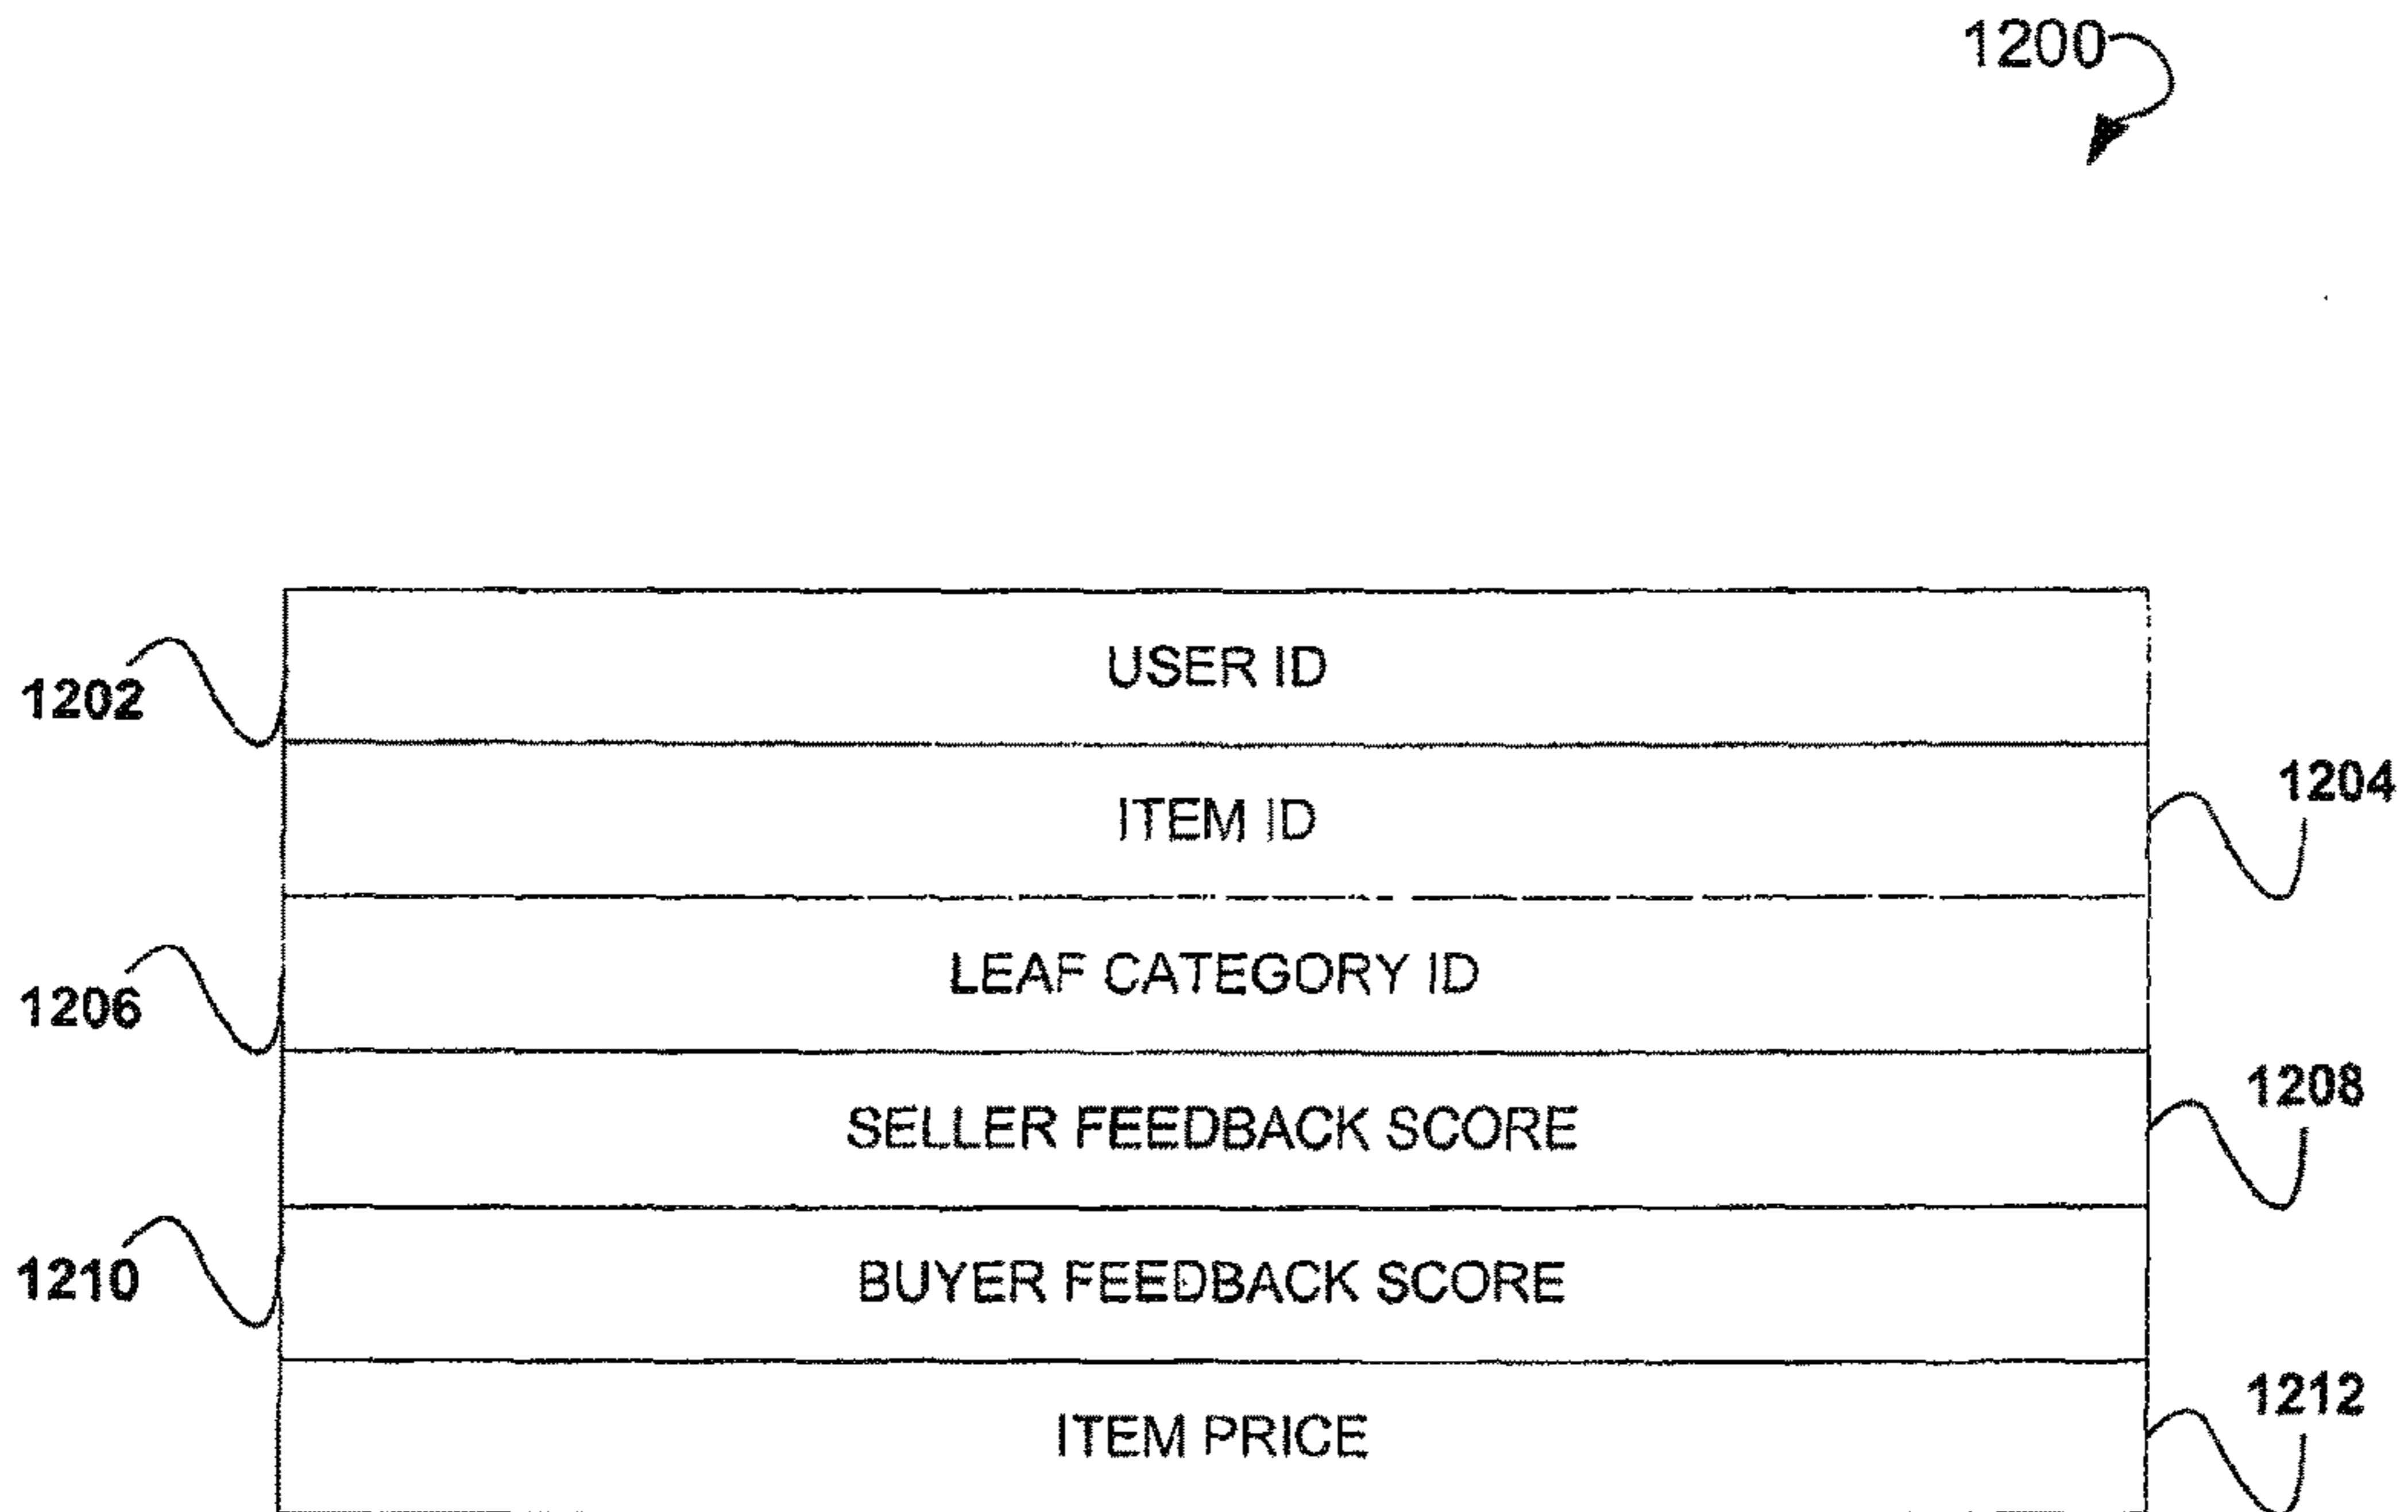 1200
USER ID
1202
ITEM ID
1204
LEAF CATEGORY ID
1206
SELLER FEEDBACK SCORE
1208
BUYER FEEDBACK SCORE
1210
ITEM PRICE
1212